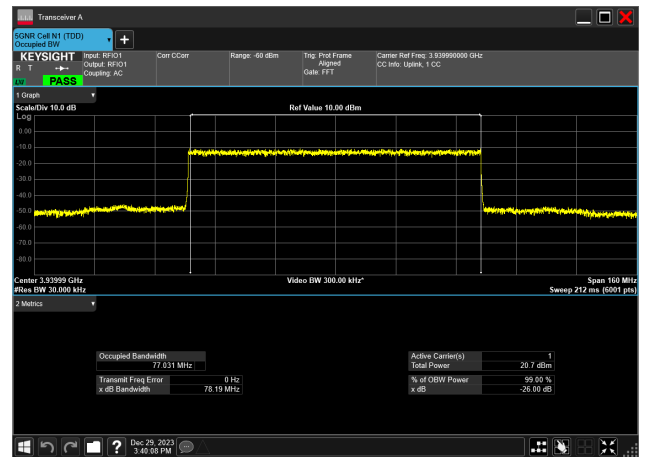 Transceiver A
5GNR Cell N1 (TDD)
Occupied BW
+
KEYSIGHT
R T
LW
PASS
Input: RFIO1
Output: RFIO1
Coupling: AC
Corr CCorr
Range: -60 dBm
Trig: Prot Frame
Aligned
Gate: FFT
Carrier Ref Freq: 3.939990000 GHz
CC Info: Uplink, 1 CC
1 Graph
Scale/Div 10.0 dB
Ref Value 10.00 dBm
Log
0.00
-10.0
-20.0
-30.0
-40.0
-50.0
-60.0
-70.0
-80.0
Center 3.93999 GHz
Video BW 300.00 kHz*
Span 160 MHz
#Res BW 30.000 kHz
Sweep 212 ms (6001 pts)
2 Metrics
Occupied Bandwidth
77.031 MHz
Transmit Freq Error 0 Hz
x dB Bandwidth 78.19 MHz
Active Carrier(s) 1
Total Power 20.7 dBm
% of OBW Power 99.00 %
x dB -26.00 dB
?
Dec 29, 2023
3:40:08 PM